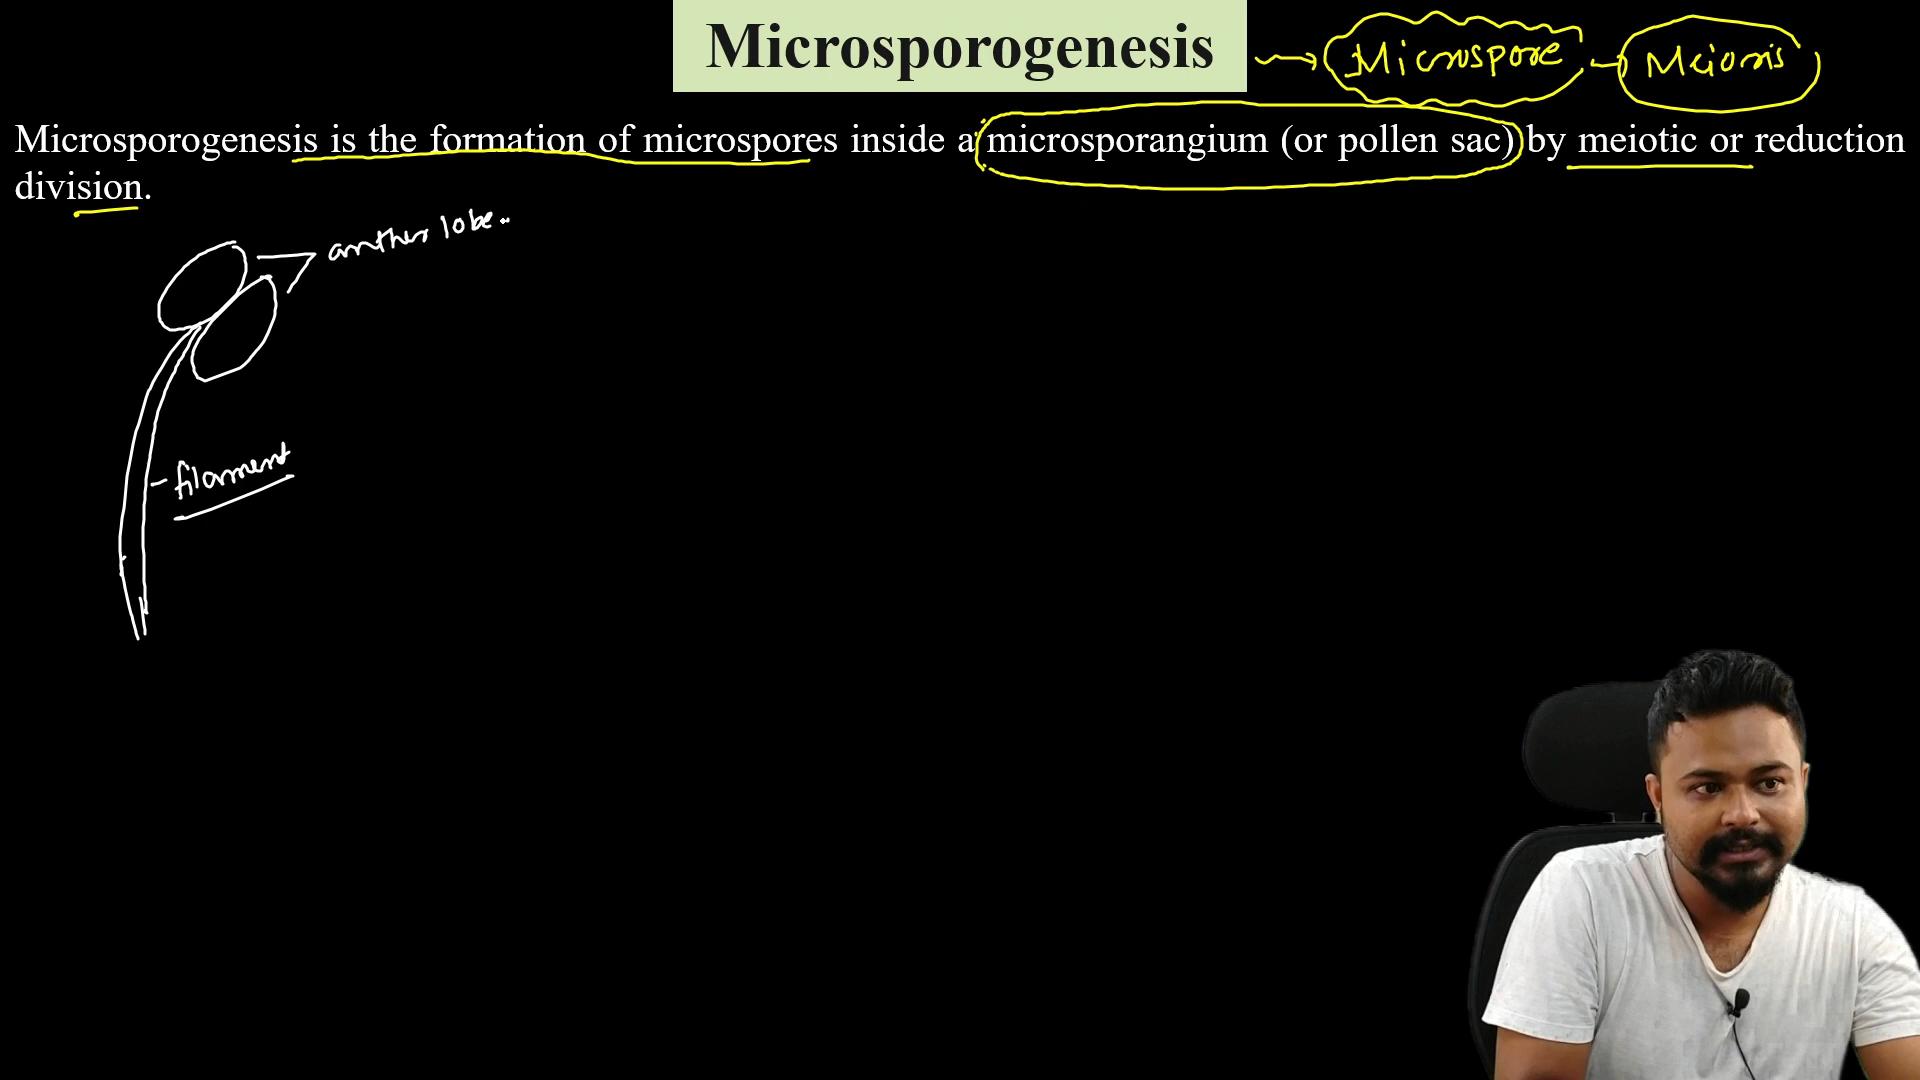 Microsporogenesis → Microspore - Meiosis
Microsporogenesis is the formation of microspores inside a microsporangium (or pollen sac) by meiotic or reduction
division.
anther lobe..
filament